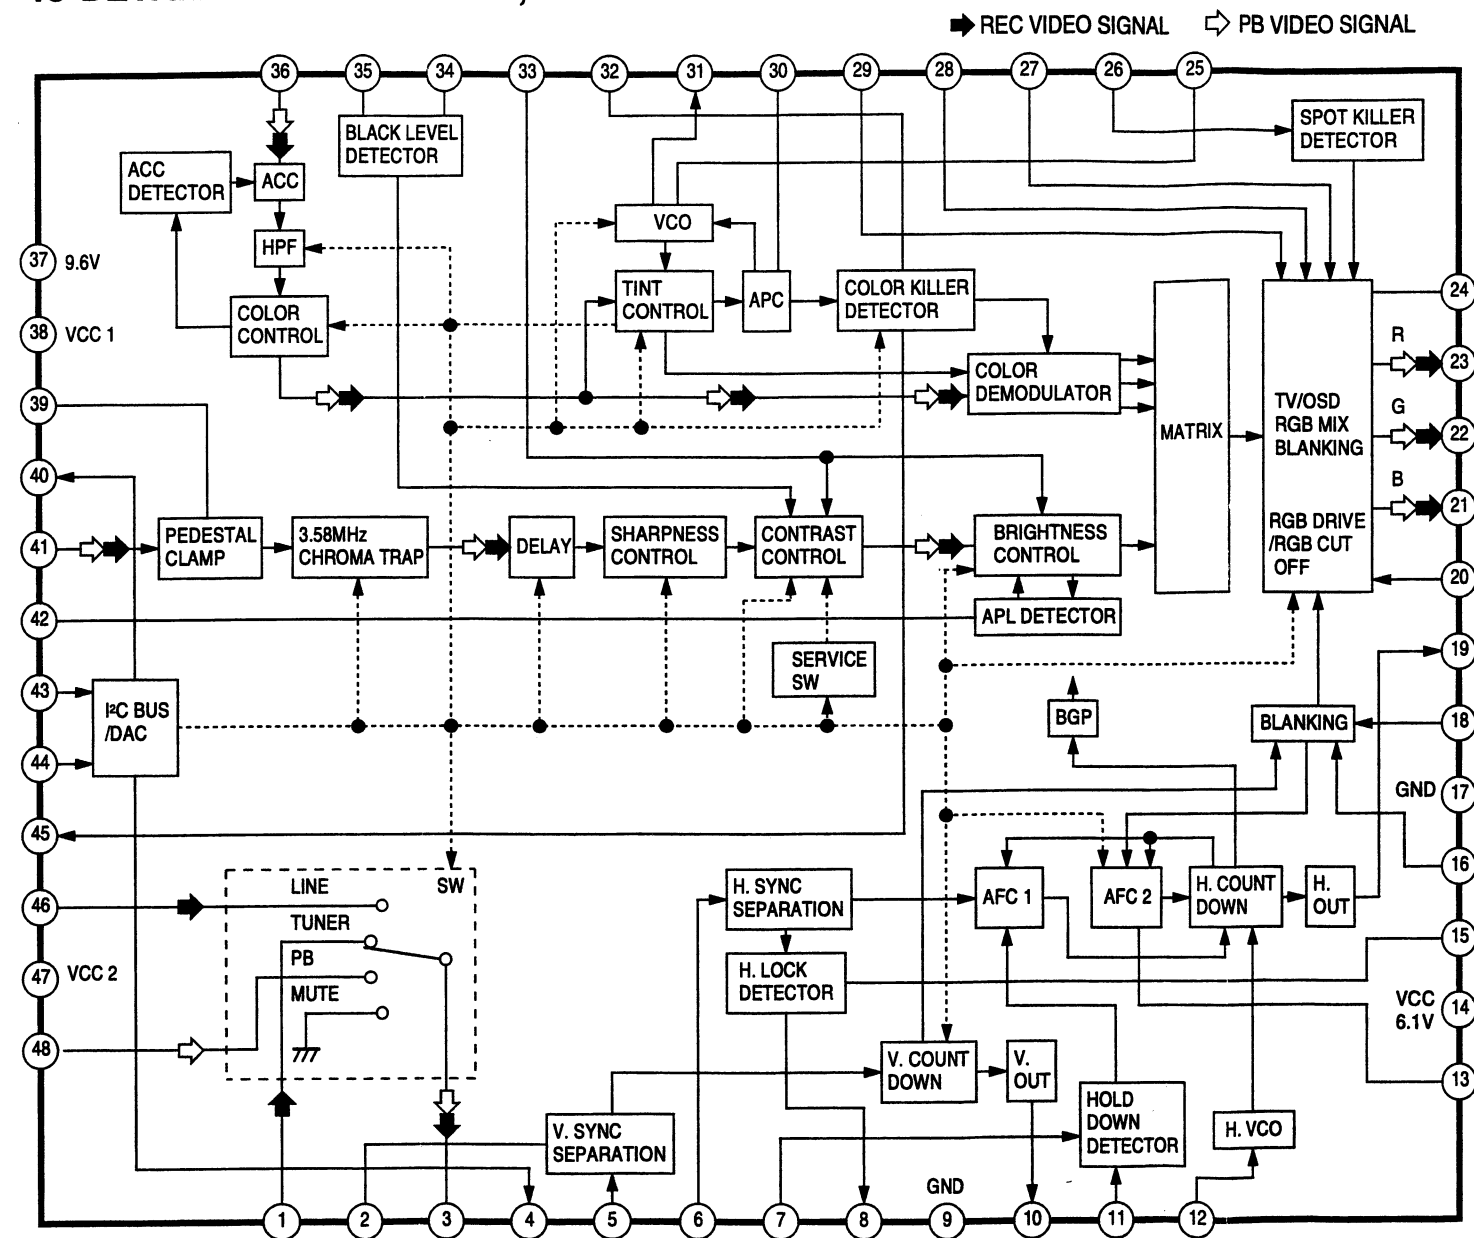 REC VIDEO SIGNAL PB VIDEO SIGNAL
36 35 34 33 32 31 30 29 28 27 26 25
BLACK LEVEL
DETECTOR
SPOT KILLER
DETECTOR
ACC
DETECTOR
ACC
VCO
HPF
37 9.6V
TINT
CONTROL
APC
COLOR KILLER
DETECTOR
24
COLOR
CONTROL
38 VCC 1
R
23
COLOR
DEMODULATOR
39
TV/OSD
RGB MIX
BLANKING
G
22
MATRIX
40
B
21
PEDESTAL
CLAMP
3.58MHz
CHROMA TRAP
DELAY
SHARPNESS
CONTROL
CONTRAST
CONTROL
BRIGHTNESS
CONTROL
RGB DRIVE
/RGB CUT
OFF
41
20
42
APL DETECTOR
19
SERVICE
SW
43
I²C BUS
/DAC
BGP
BLANKING
18
44
GND 17
45
16
LINE
SW
46
TUNER
H. SYNC
SEPARATION
AFC 1
AFC 2
H. COUNT
DOWN
H.
OUT
15
PB
47 VCC 2
H. LOCK
DETECTOR
MUTE
VCC
6.1V
14
48
V. COUNT
DOWN
V.
OUT
13
HOLD
DOWN
DETECTOR
V. SYNC
SEPARATION
H. VCO
GND
1 2 3 4 5 6 7 8 9 10 11 12